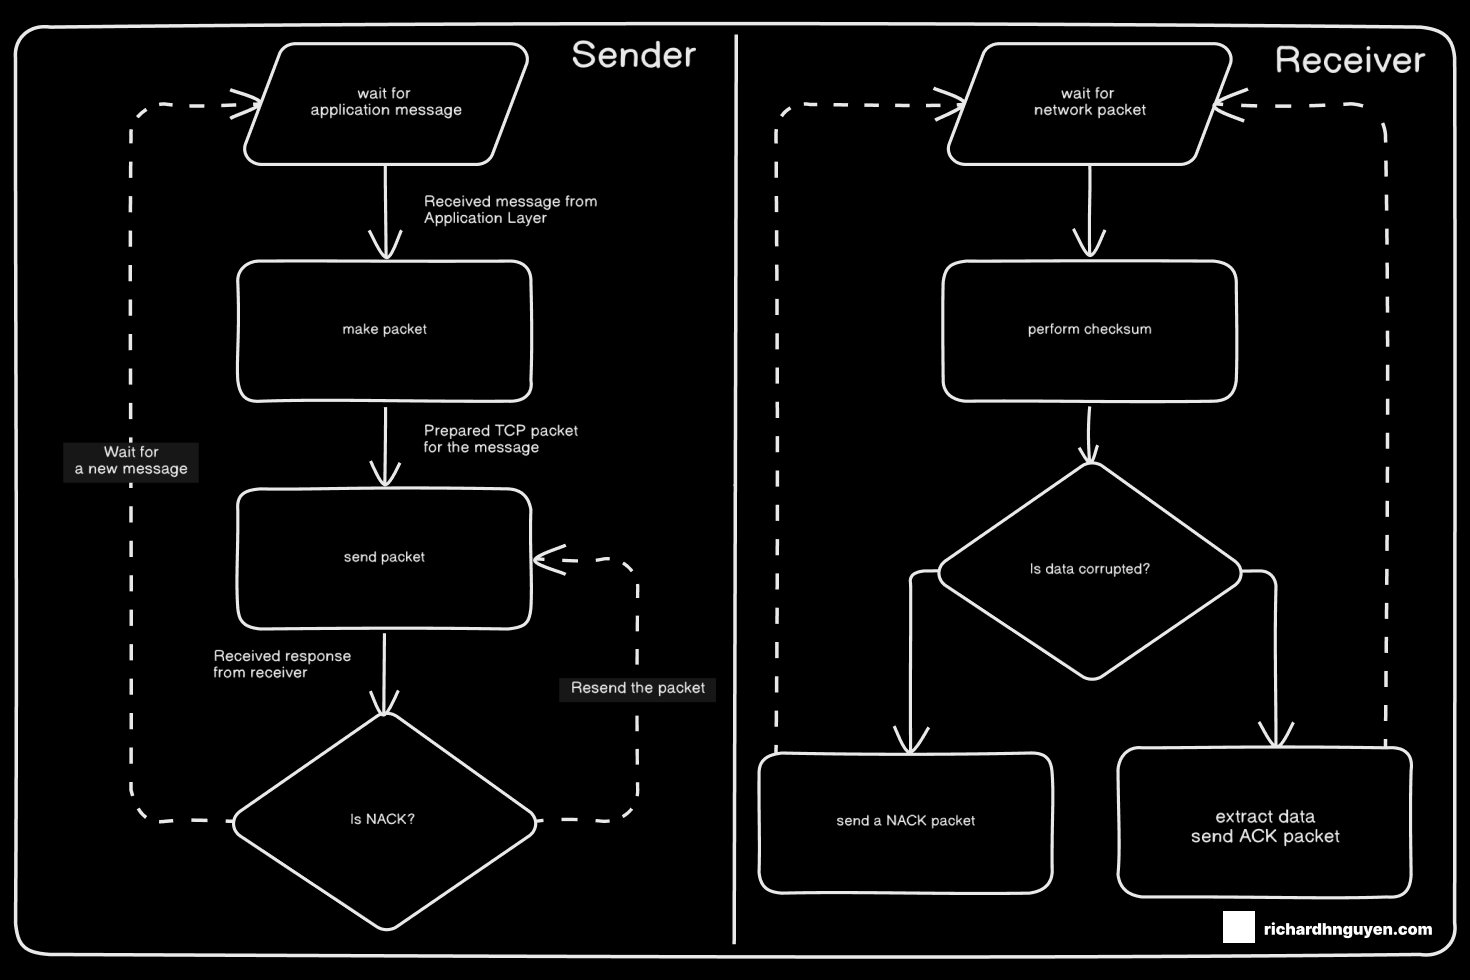 Sender
wait for
application message
Received message from
Application Layer
make packet
Prepared TCP packet
for the message
Wait for
a new message
send packet
Received response
from receiver
Resend the packet
Is NACK?
Receiver
wait for
network packet
perform checksum
Is data corrupted?
send a NACK packet
extract data
send ACK packet
richardhnguyen.com